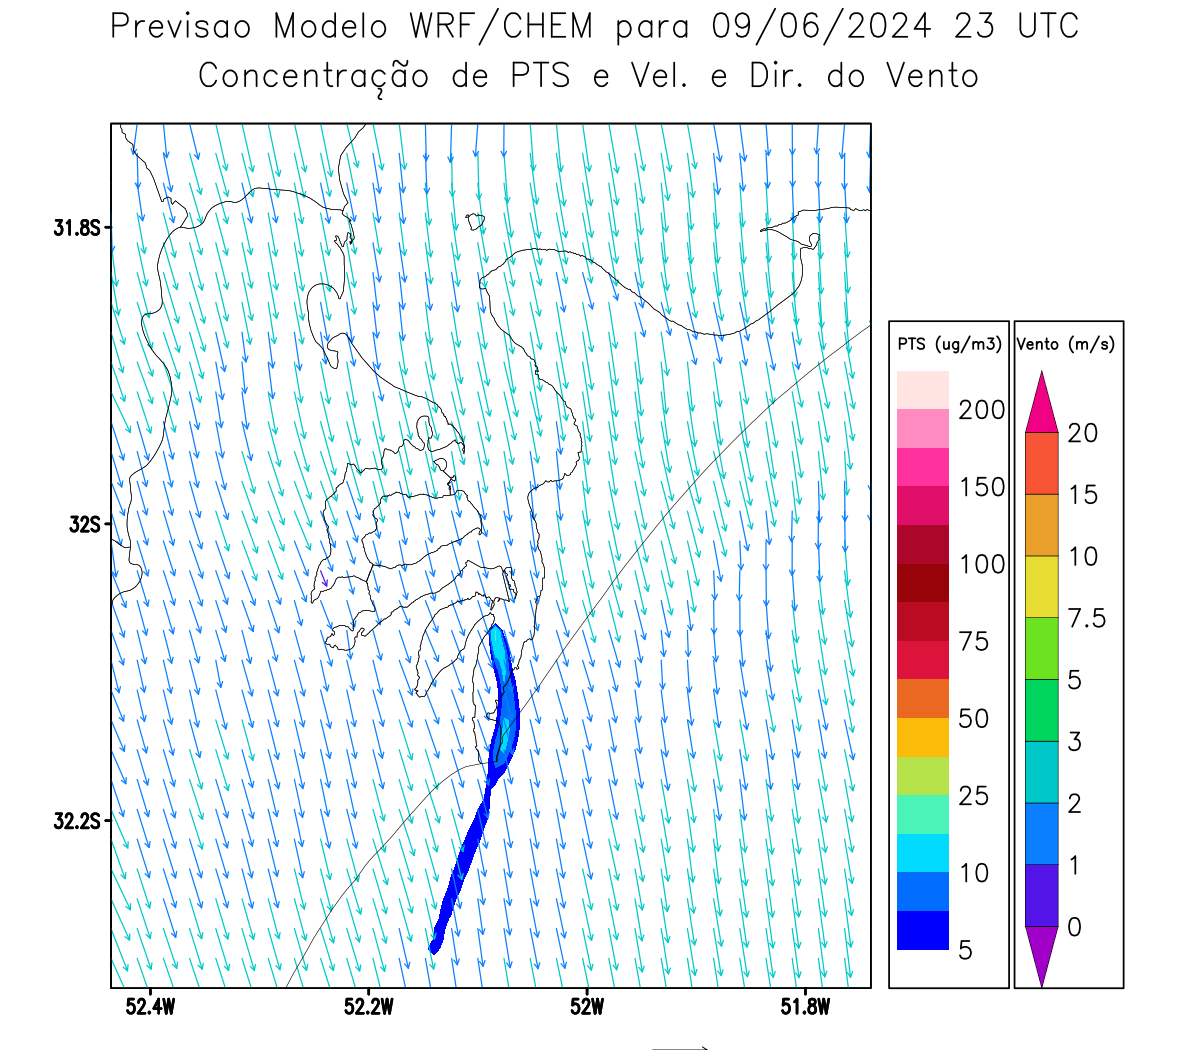 Previsao Modelo WRF/CHEM para 09/06/2024 23 UTC
Concentração de PTS e Vel. e Dir. do Vento
31.8S
32S
32.2S
52.4W
52.2W
52W
51.8W
PTS (ug/m3)
200
150
100
75
50
25
10
5
Vento (m/s)
20
15
10
7.5
5
3
2
1
0